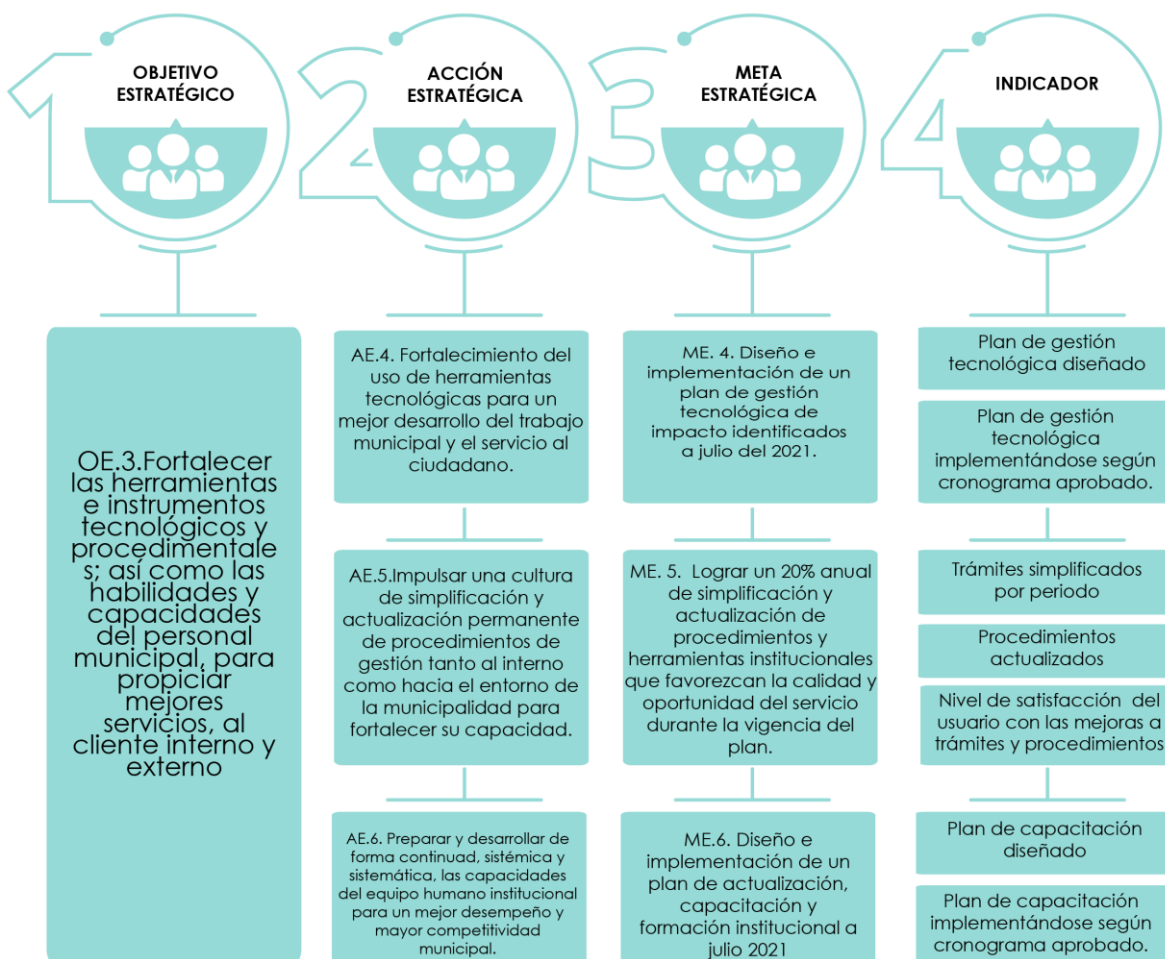 1
OBJETIVO
ESTRATÉGICO
2
ACCIÓN
ESTRATÉGICA
3
META
ESTRATÉGICA
4
INDICADOR
OE.3.Fortalecer
las herramientas
e instrumentos
tecnológicos y
procedimentale
s; así como las
habilidades y
capacidades
del personal
municipal, para
propiciar
mejores
servicios, al
cliente interno y
externo
AE.4. Fortalecimiento del
uso de herramientas
tecnológicas para un
mejor desarrollo del trabajo
municipal y el servicio al
ciudadano.
ME. 4. Diseño e
implementación de un
plan de gestión
tecnológica de
impacto identificados
a julio del 2021.
Plan de gestión
tecnológica diseñado
Plan de gestión
tecnológica
implementándose según
cronograma aprobado.
AE.5.Impulsar una cultura
de simplificación y
actualización permanente
de procedimientos de
gestión tanto al interno
como hacia el entorno de
la municipalidad para
fortalecer su capacidad.
ME. 5. Lograr un 20% anual
de simplificación y
actualización de
procedimientos y
herramientas institucionales
que favorezcan la calidad y
oportunidad del servicio
durante la vigencia del
plan.
Trámites simplificados
por periodo
Procedimientos
actualizados
Nivel de satisfacción del
usuario con las mejoras a
trámites y procedimientos
AE.6. Preparar y desarrollar de
forma continuad, sistémica y
sistemática, las capacidades
del equipo humano institucional
para un mejor desempeño y
mayor competitividad
municipal.
ME.6. Diseño e
implementación de un
plan de actualización,
capacitación y
formación institucional a
julio 2021
Plan de capacitación
diseñado
Plan de capacitación
implementándose según
cronograma aprobado.